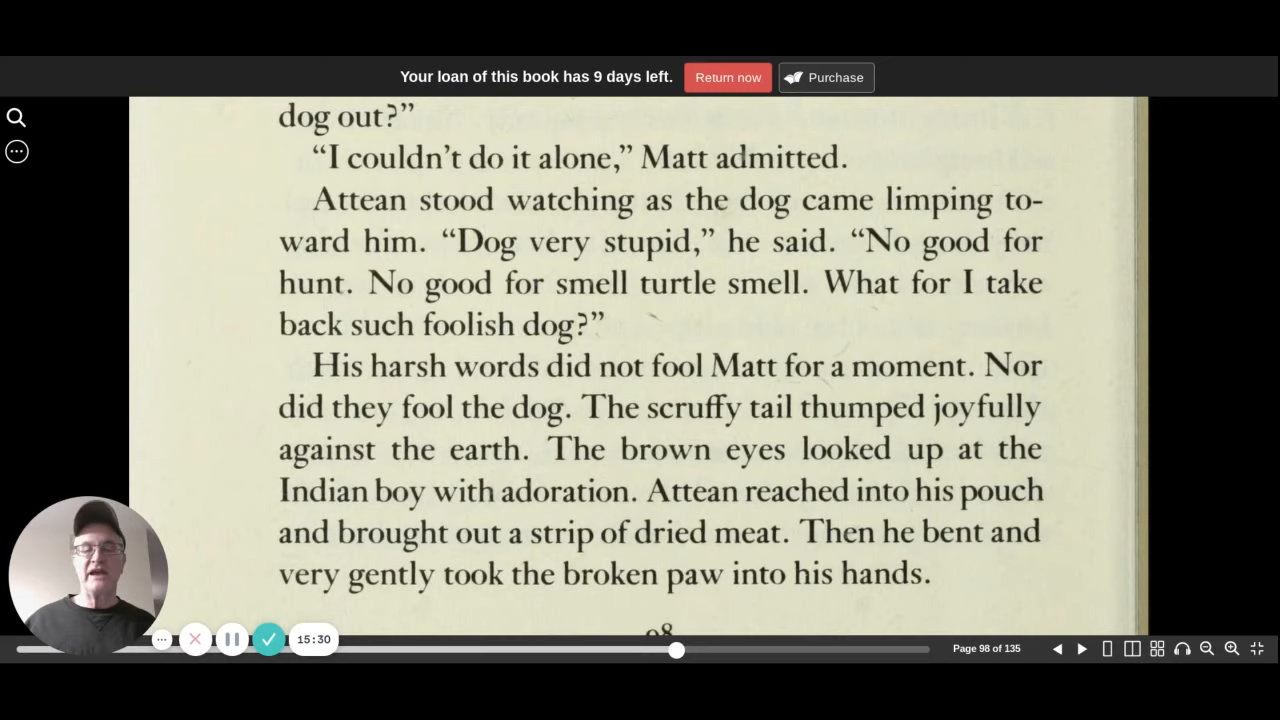 Your loan of this book has 9 days left. Return now Purchase
dog out?”
“I couldn’t do it alone,” Matt admitted.
Attean stood watching as the dog came limping to-
ward him. “Dog very stupid,” he said. “No good for
hunt. No good for smell turtle smell. What for I take
back such foolish dog?”
His harsh words did not fool Matt for a moment. Nor
did they fool the dog. The scruffy tail thumped joyfully
against the earth. The brown eyes looked up at the
Indian boy with adoration. Attean reached into his pouch
and brought out a strip of dried meat. Then he bent and
very gently took the broken paw into his hands.
98
15:30
Page 98 of 135